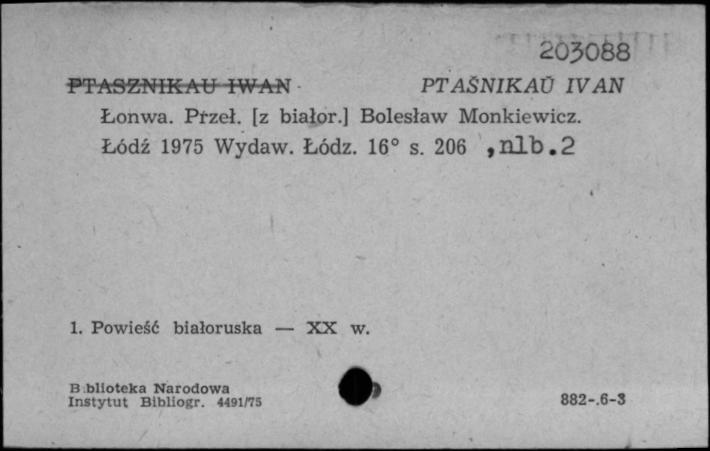 203088
PTASZNIKAU IWAN PTAŠNIKAŬ IVAN
Łonwa. Przeł. [z białor.] Bolesław Monkiewicz.
Łódź 1975 Wydaw. Łódz. 16° s. 206 , nlb.2
1. Powieść białoruska — XX w.
B blioteka Narodowa
Instytut Bibliogr. 4491/75
882-.6-3